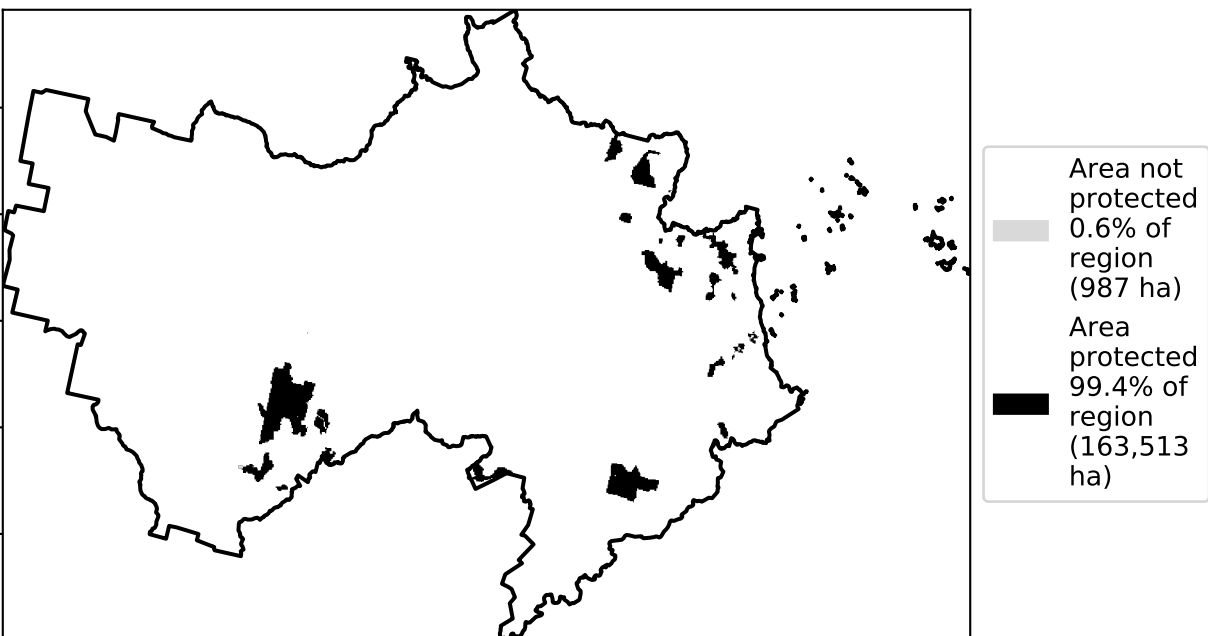 Area not
protected
0.6% of
region
(987 ha)
Area
protected
99.4% of
region
(163,513
ha)